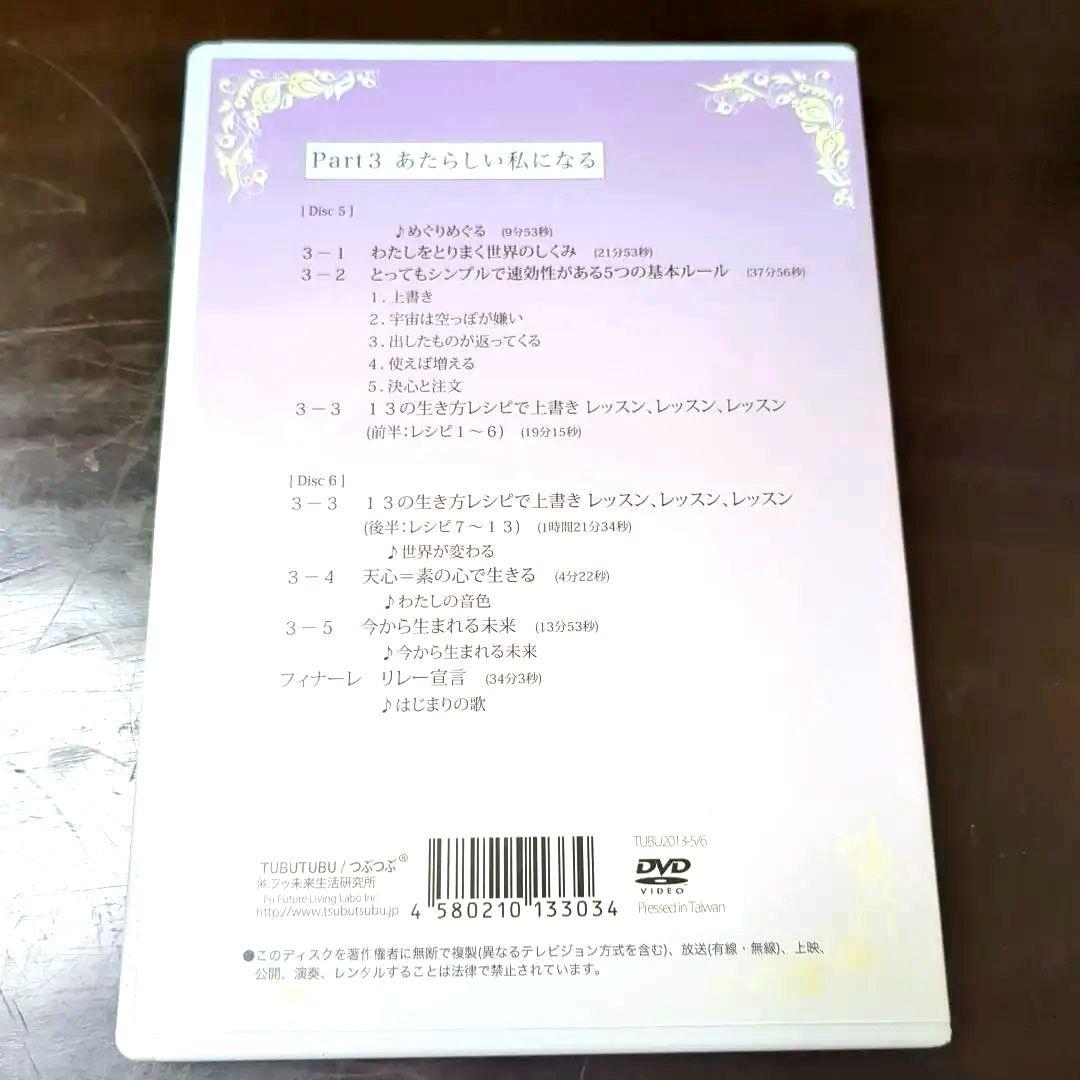 Part3 あたらしい私になる
[ Disc 5 ]
♪めぐりめぐる (9分53秒)
3－1 わたしをとりまく世界のしくみ (21分53秒)
3－2 とってもシンプルで速効性がある5つの基本ルール (37分56秒)
1．上書き
2．宇宙は空っぽが嫌い
3．出したものが返ってくる
4．使えば増える
5．決心と注文
3－3 13の生き方レシピで上書き レッスン、レッスン、レッスン
(前半：レシピ1～6) (19分15秒)
[ Disc 6 ]
3－3 13の生き方レシピで上書き レッスン、レッスン、レッスン
(後半：レシピ7～13) (1時間21分34秒)
♪世界が変わる
3－4 天心＝素の心で生きる (4分22秒)
♪わたしの音色
3－5 今から生まれる未来 (13分53秒)
♪今から生まれる未来
フィナーレ リレー宣言 (34分3秒)
♪はじまりの歌
TUBUTUBU / つぶつぶ®
㈱フゥ未来生活研究所
Fu Future Living Labo Inc
http://www.tsubutsubu.jp
4 580210 133034
TUBU2013-5/6
DVD
VIDEO
Pressed in Taiwan
●このディスクを著作権者に無断で複製(異なるテレビジョン方式を含む)、放送(有線・無線)、上映、
公開、演奏、レンタルすることは法律で禁止されています。